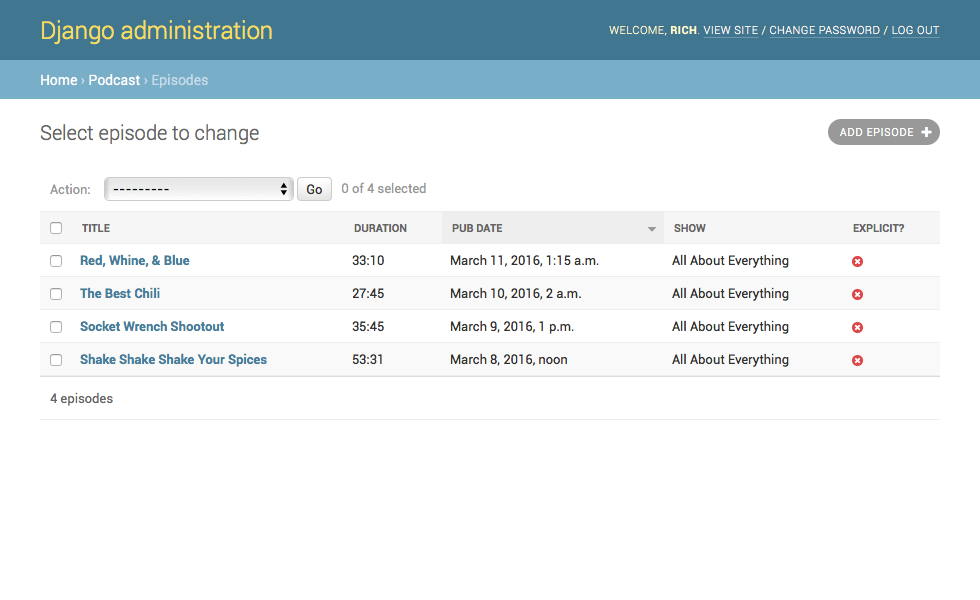 Django administration
WELCOME, RICH. VIEW SITE / CHANGE PASSWORD / LOG OUT
Home › Podcast › Episodes
Select episode to change
ADD EPISODE +
Action: --------- Go 0 of 4 selected
TITLE DURATION PUB DATE SHOW EXPLICIT?
Red, Whine, & Blue 33:10 March 11, 2016, 1:15 a.m. All About Everything
The Best Chili 27:45 March 10, 2016, 2 a.m. All About Everything
Socket Wrench Shootout 35:45 March 9, 2016, 1 p.m. All About Everything
Shake Shake Shake Your Spices 53:31 March 8, 2016, noon All About Everything
4 episodes